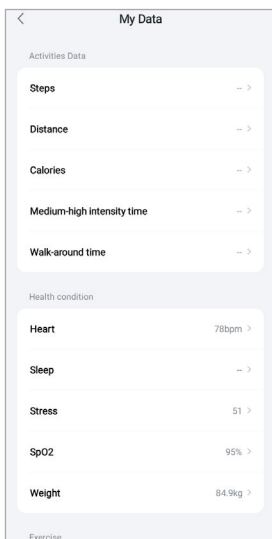 My Data
Activities Data
Steps --
Distance --
Calories --
Medium-high intensity time --
Walk-around time --
Health condition
Heart 78bpm
Sleep --
Stress 51
SpO2 95%
Weight 84.9kg
Exercise